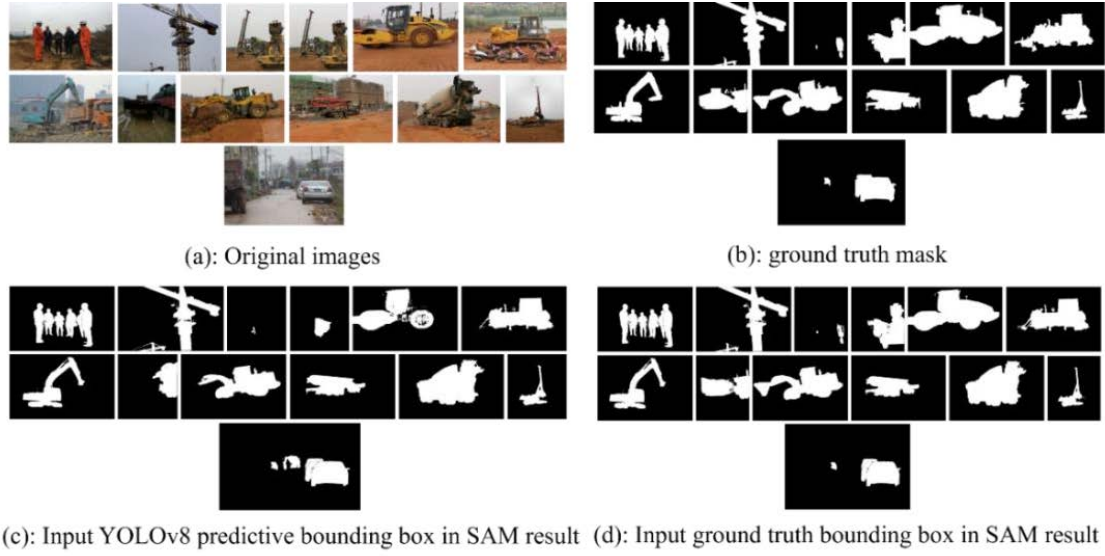 (a): Original images
(b): ground truth mask
(c): Input YOLOv8 predictive bounding box in SAM result
(d): Input ground truth bounding box in SAM result